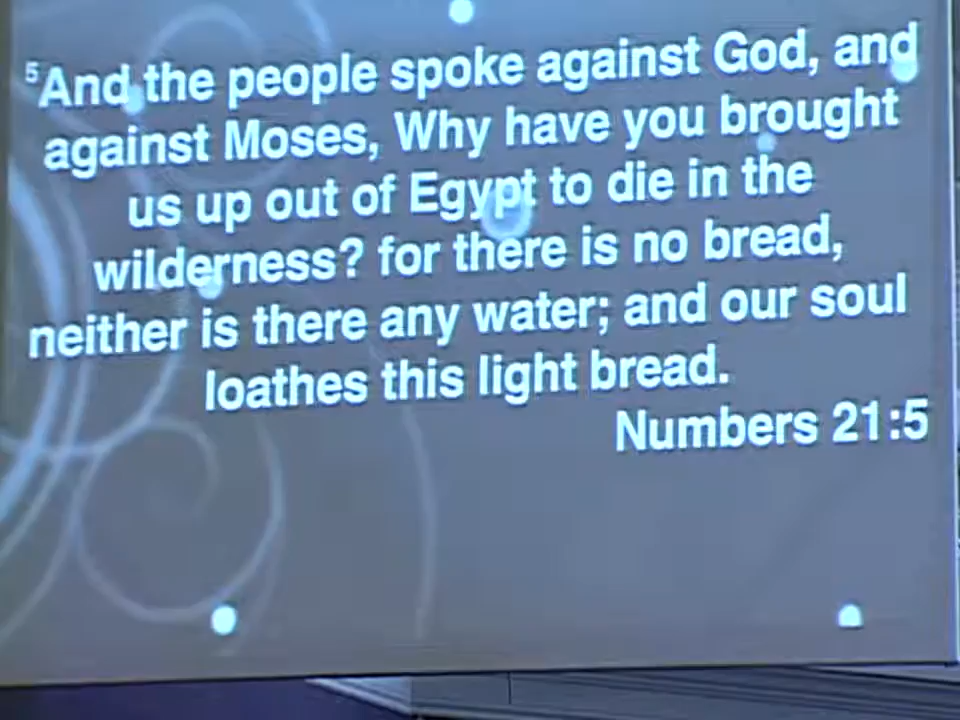 ⁵And the people spoke against God, and
against Moses, Why have you brought
us up out of Egypt to die in the
wilderness? for there is no bread,
neither is there any water; and our soul
loathes this light bread.
Numbers 21:5